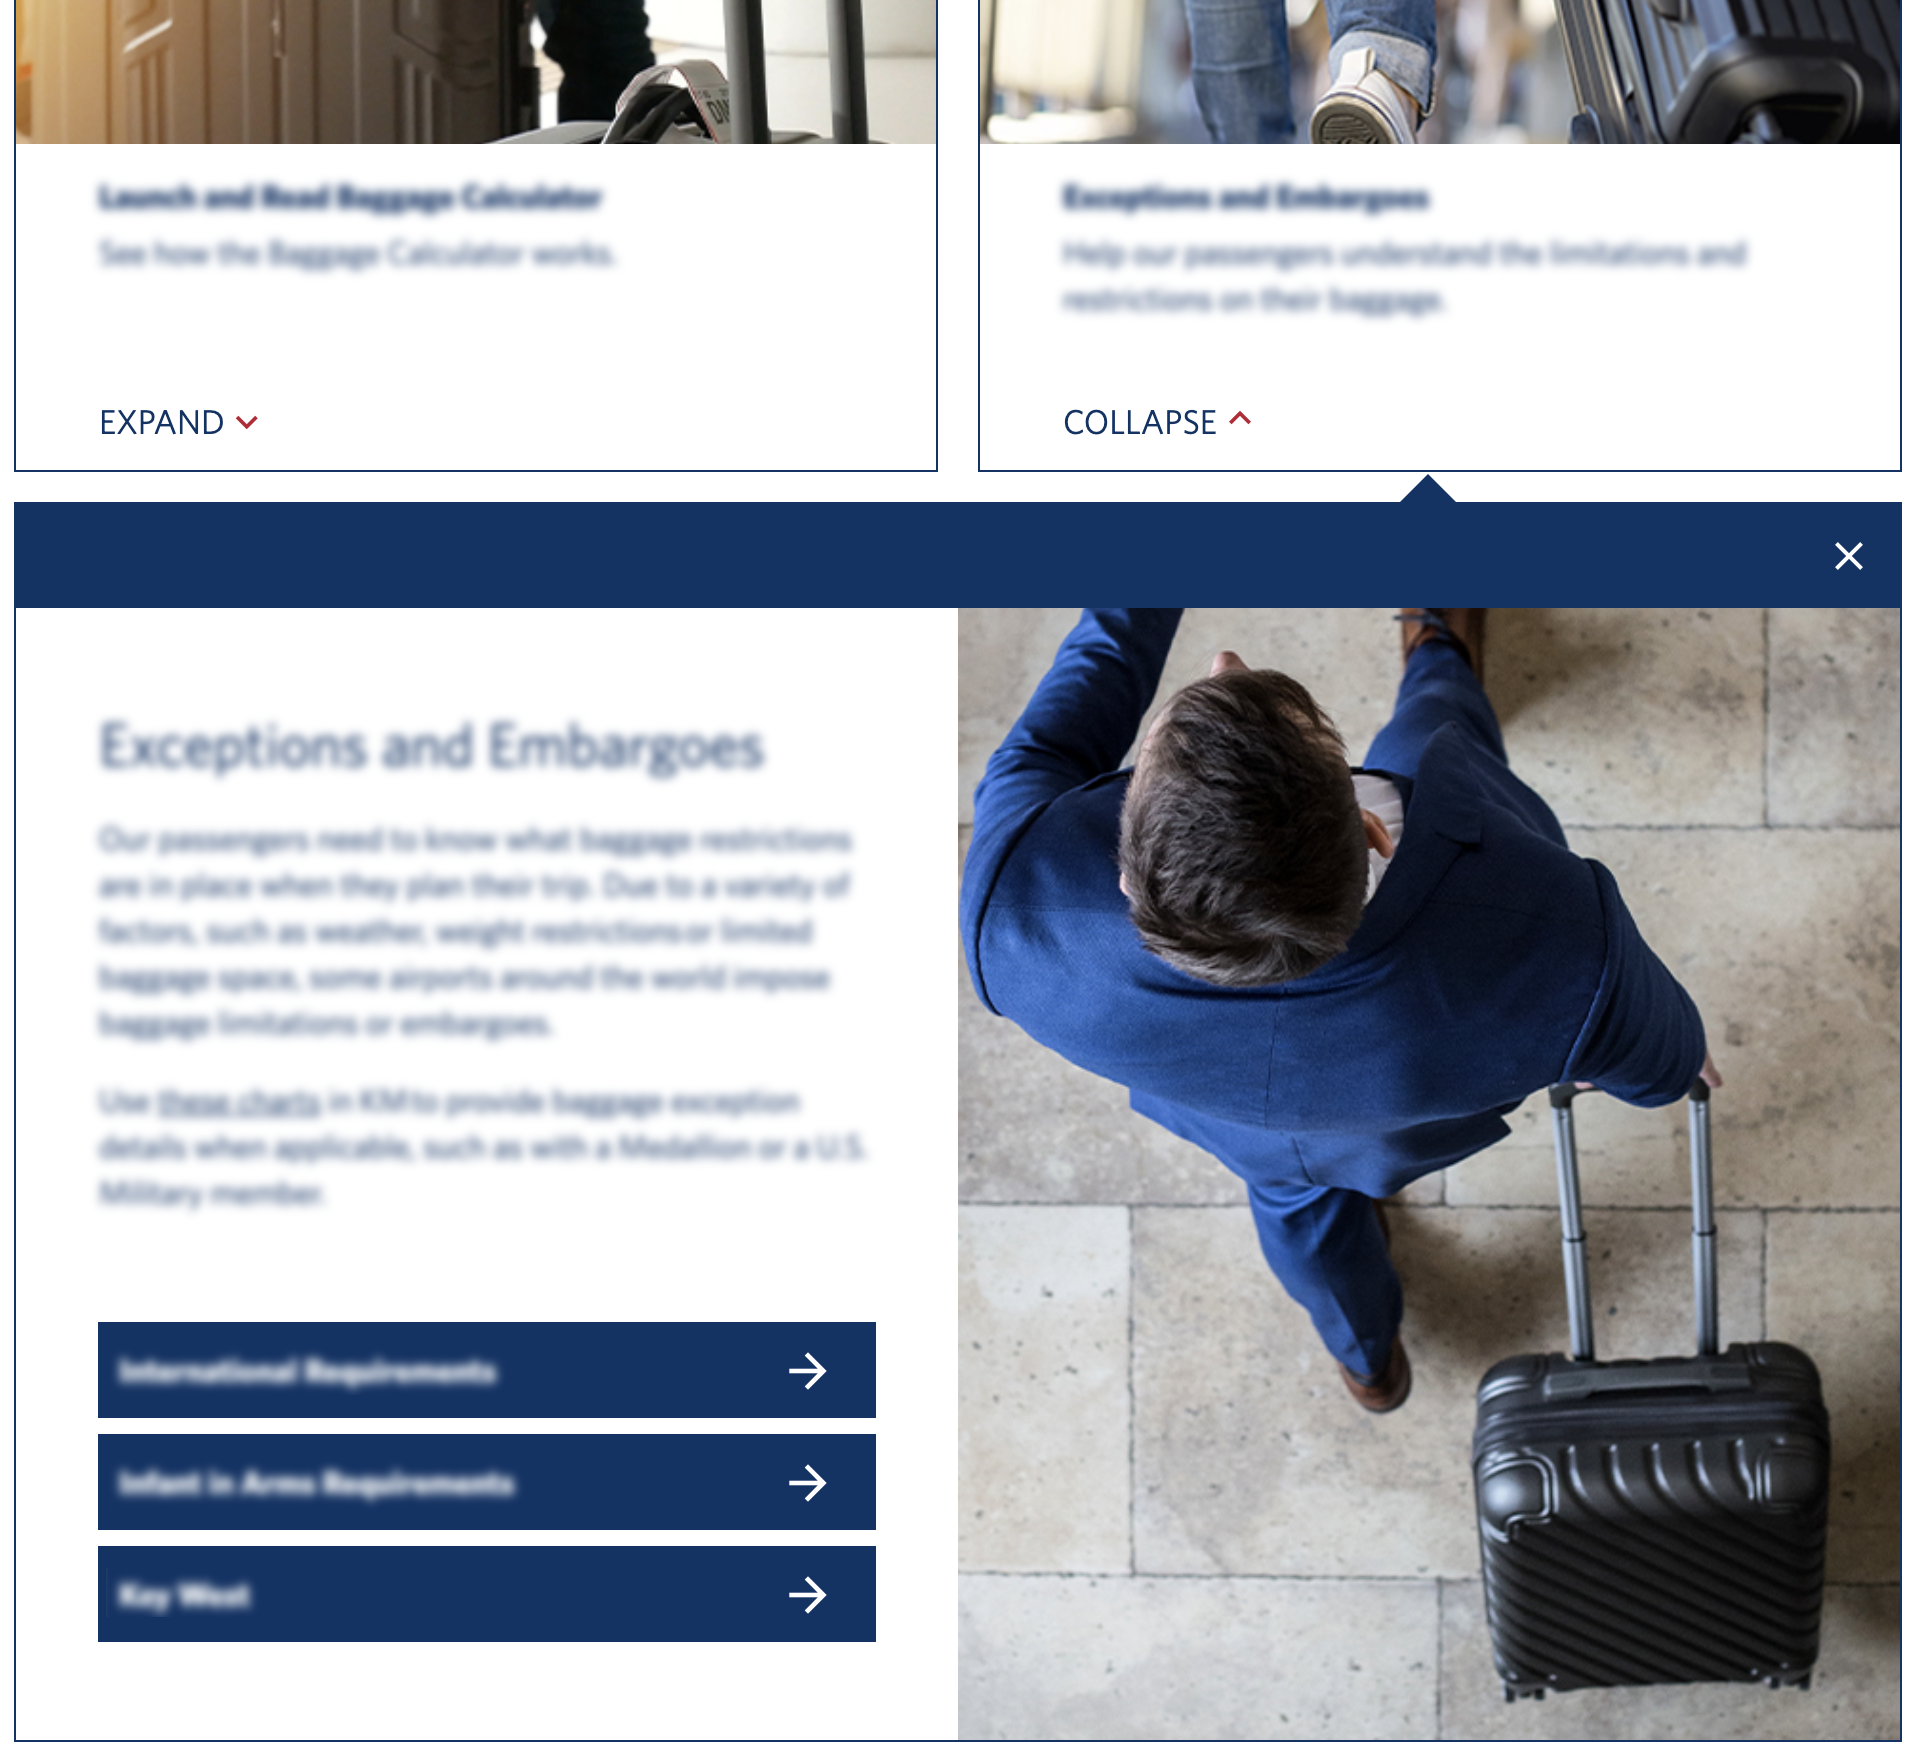 Launch and Read Baggage Calculator
See how the Baggage Calculator works.
EXPAND
Exceptions and Embargoes
Help our passengers understand the limitations and
restrictions on their baggage.
COLLAPSE
Exceptions and Embargoes
Our passengers need to know what baggage restrictions
are in place when they plan their trip. Due to a variety of
factors, such as weather, weight restrictions or limited
baggage space, some airports around the world impose
baggage limitations or embargoes.
Use these charts in KM to provide baggage exception
details when applicable, such as with a Medallion or a U.S.
Military member.
International Requirements
Infant in Arms Requirements
Key West